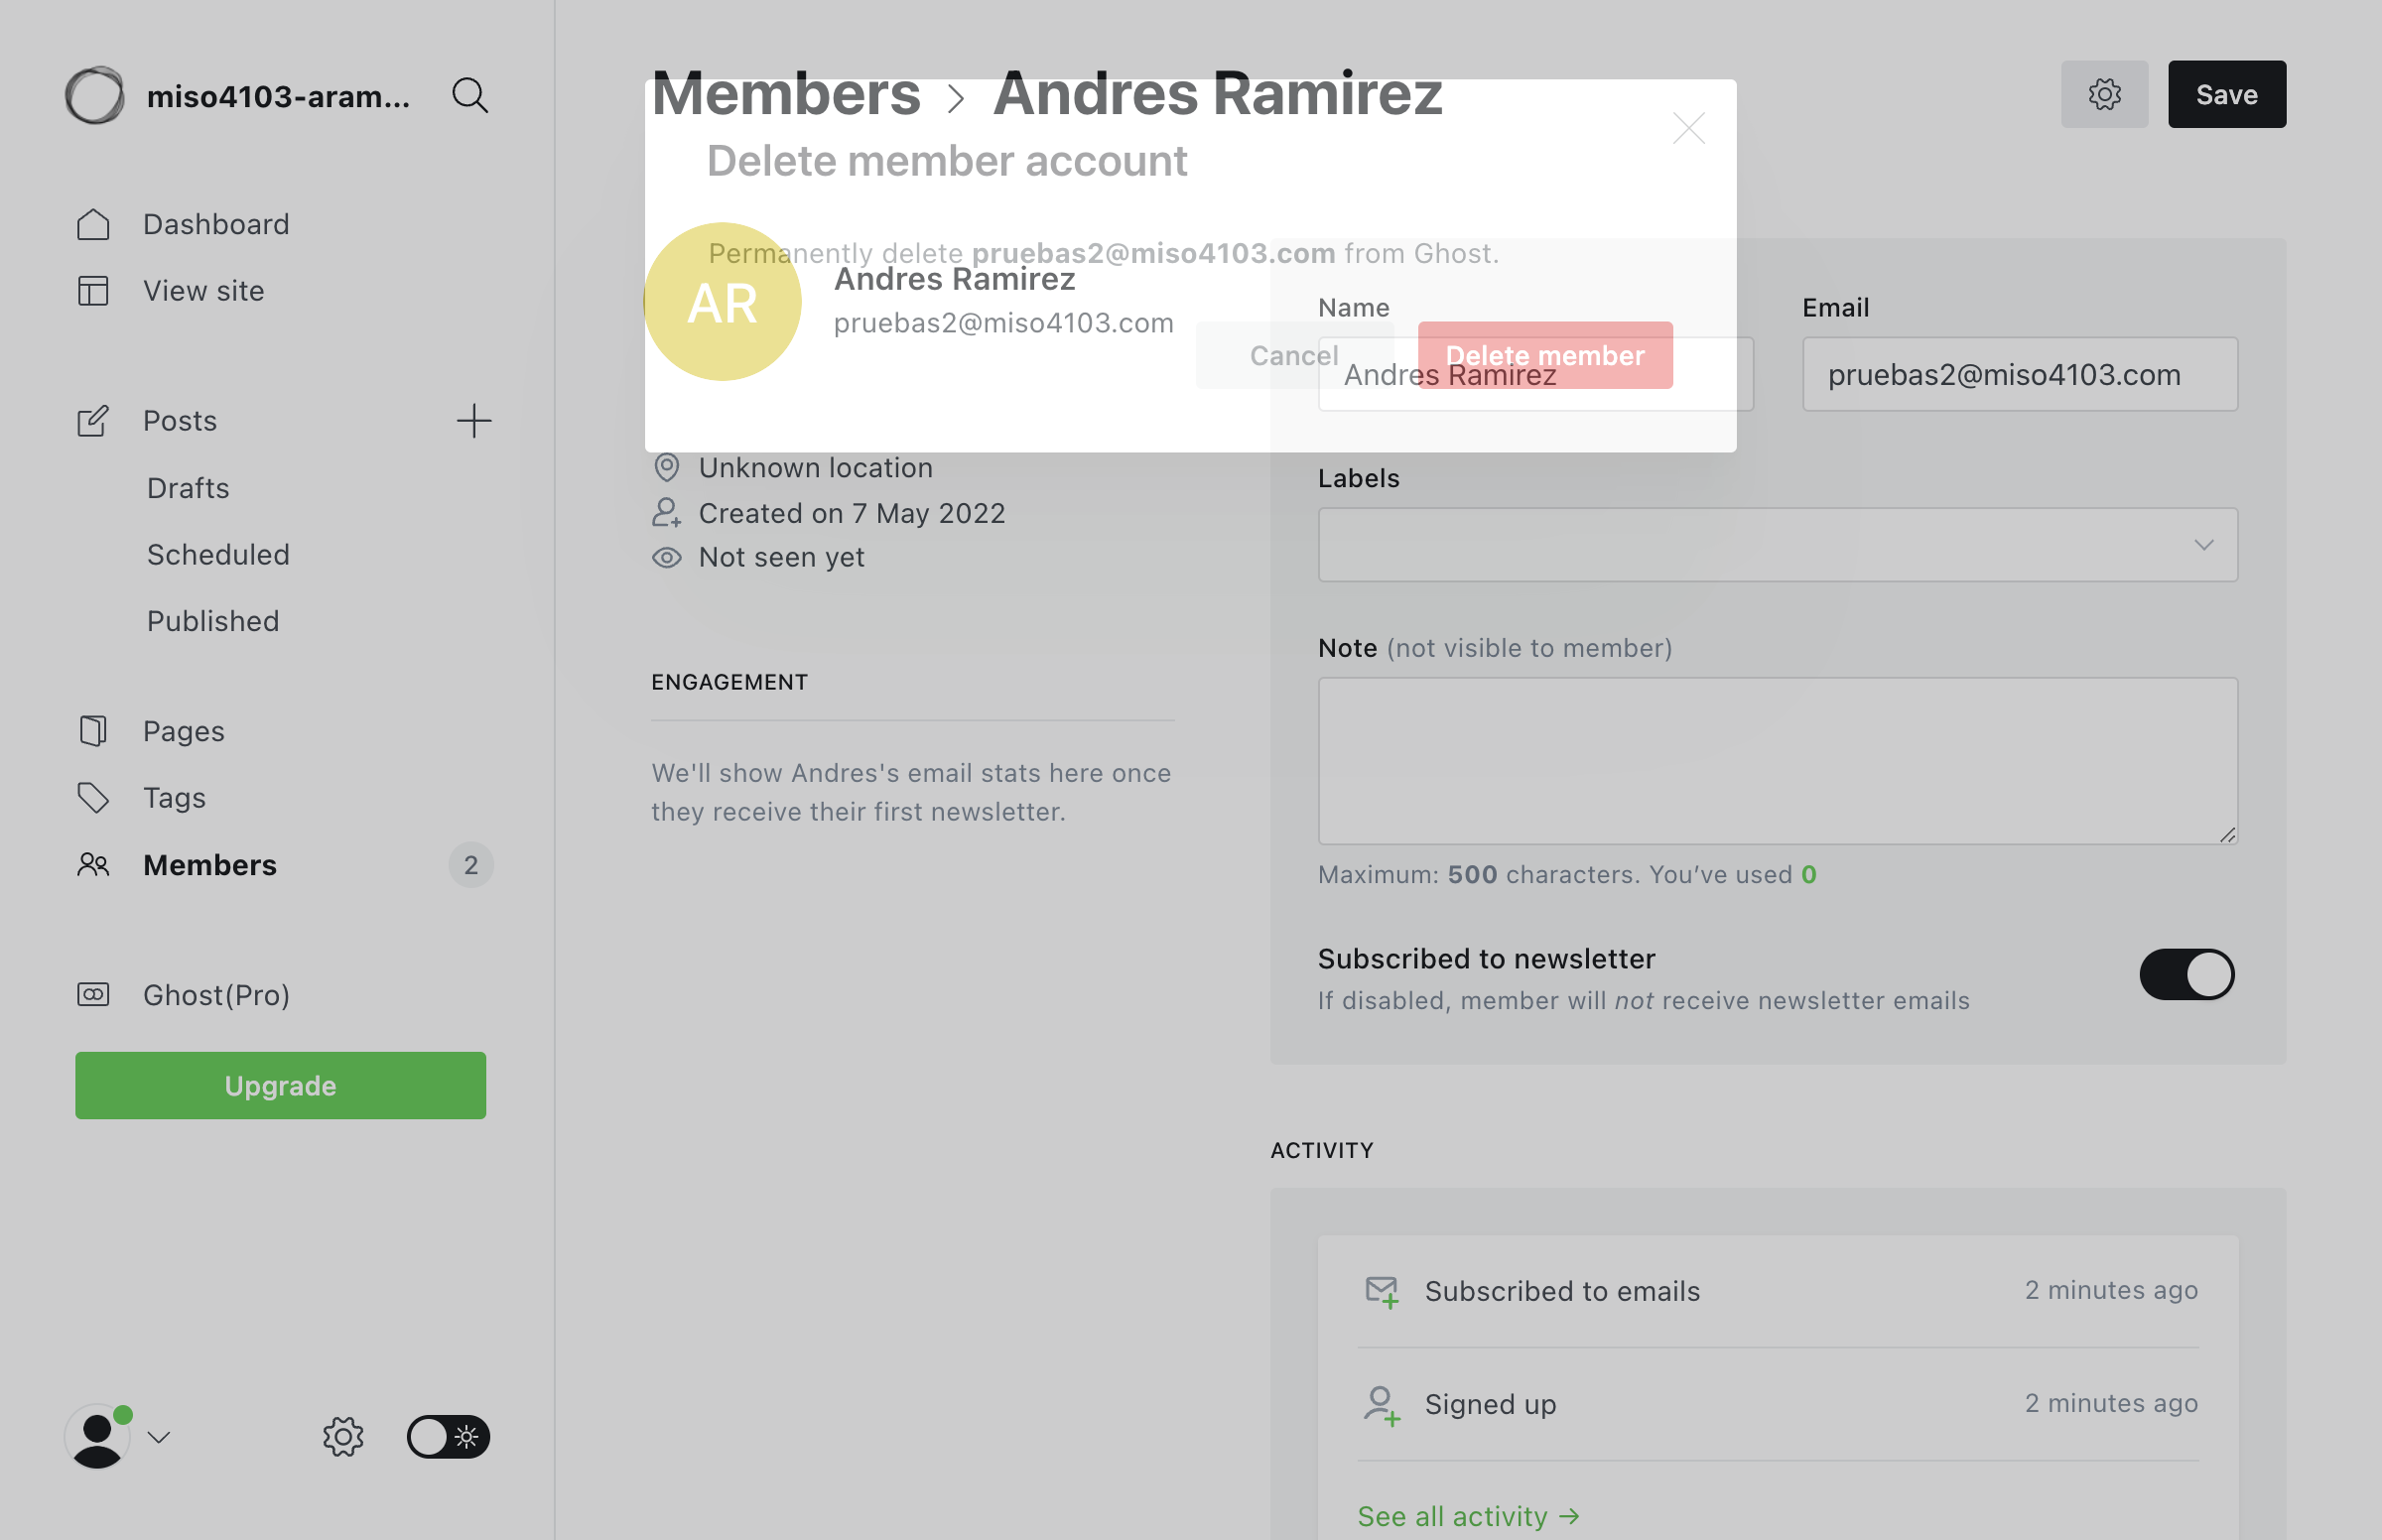 miso4103-aram...
Dashboard
View site
Posts
Drafts
Scheduled
Published
Pages
Tags
Members 2
Ghost(Pro)
Upgrade
Members > Andres Ramirez
Save
Delete member account
Permanently delete pruebas2@miso4103.com from Ghost.
Cancel Delete member
AR
Andres Ramirez
pruebas2@miso4103.com
Unknown location
Created on 7 May 2022
Not seen yet
ENGAGEMENT
We'll show Andres's email stats here once
they receive their first newsletter.
Name
Andres Ramirez
Email
pruebas2@miso4103.com
Labels
Note (not visible to member)
Maximum: 500 characters. You’ve used 0
Subscribed to newsletter
If disabled, member will not receive newsletter emails
ACTIVITY
Subscribed to emails 2 minutes ago
Signed up 2 minutes ago
See all activity →